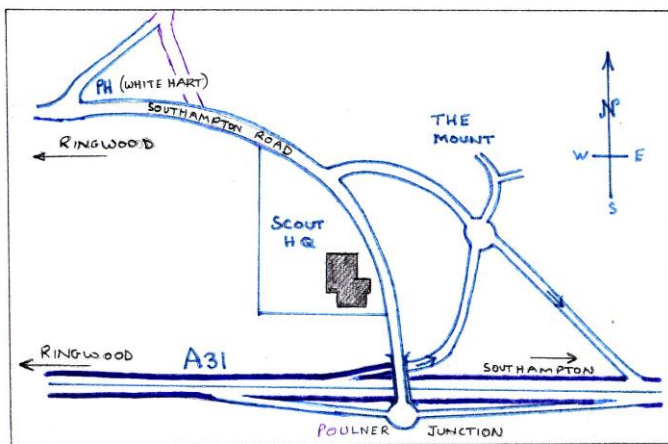 PH (WHITE HART)
SOUTHAMPTON ROAD
RINGWOOD
THE
MOUNT
N
W E
S
SCOUT
HQ
RINGWOOD
A31
SOUTHAMPTON
POULNER JUNCTION